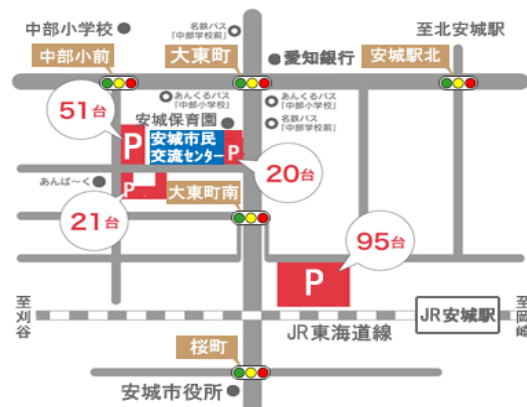 名鉄バス
「中部学校前」
中部小学校
至北安城駅
中部小前
大東町
愛知銀行
安城駅北
51台
あんくるバス
「中部小学校」
あんくるバス
「中部小学校」
安城保育園
名鉄バス
「中部学校前」
P
安城市民
交流センター
P
20台
あんぱ~く
P
大東町南
21台
95台
P
至刈谷
JR安城駅
至岡崎
JR東海道線
桜町
安城市役所